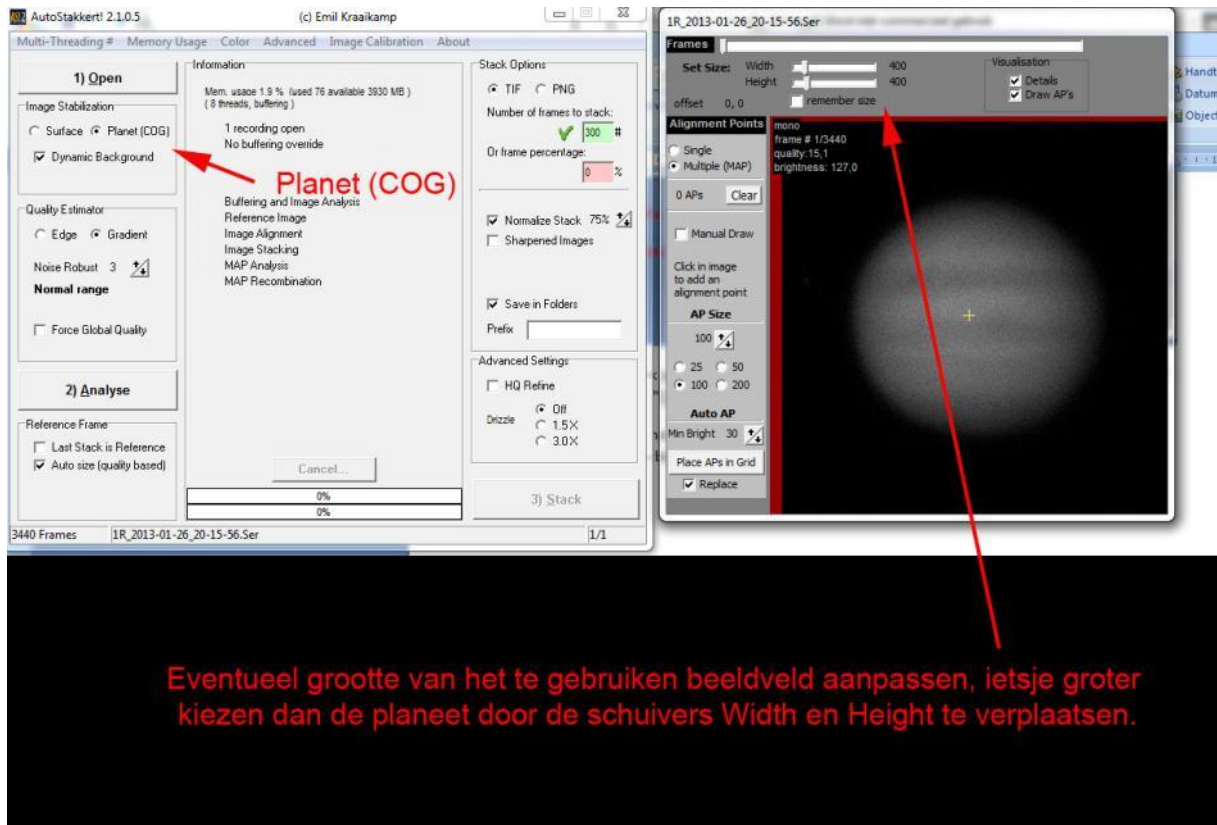 AutoStakkert! 2.1.0.5 (c) Emil Kraaikamp
Multi-Threading # Memory Usage Color Advanced Image Calibration About
1) Open
Image Stabilization
Surface Planet (COG)
Dynamic Background
Quality Estimator
Edge Gradient
Noise Robust 3
Normal range
Force Global Quality
2) Analyse
Reference Frame
Last Stack is Reference
Auto size (quality based)
Information
Mem. usage 1.9 % (used 76 available 3930 MB )
( 8 threads, buffering )
1 recording open
No buffering override
Planet (COG)
Buffering and Image Analysis
Reference Image
Image Alignment
Image Stacking
MAP Analysis
MAP Recombination
Cancel...
0%
0%
Stack Options
TIF PNG
Number of frames to stack:
300 #
Or frame percentage:
0 %
Normalize Stack 75%
Sharpened Images
Save in Folders
Prefix
Advanced Settings
HQ Refine
Drizzle Off
1.5X
3.0X
3) Stack
3440 Frames 1R_2013-01-26_20-15-56.Ser 1/1
1R_2013-01-26_20-15-56.Ser
Frames
Set Size: Width 400
Height 400
offset 0, 0 remember size
Visualisation
Details
Draw AP's
Alignment Points
Single
Multiple (MAP)
0 APs Clear
Manual Draw
Click in image
to add an
alignment point
AP Size
100
25 50
100 200
Auto AP
Min Bright 30
Place APs in Grid
Replace
mono
frame # 1/3440
quality:15,1
brightness: 127,0
Handt
Datum
Object
Eventueel grootte van het te gebruiken beeldveld aanpassen, ietsje groter
kiezen dan de planeet door de schuivers Width en Height te verplaatsen.